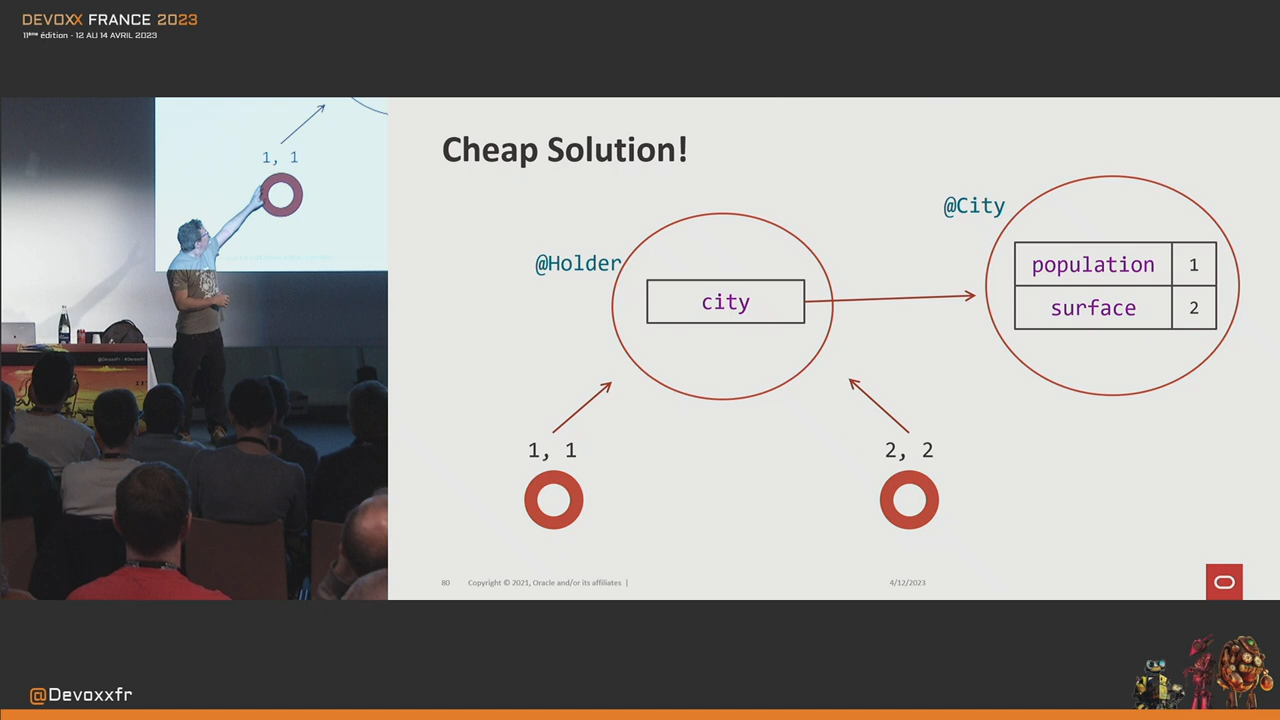 DEVOXX FRANCE 2023
11ème édition - 12 AU 14 AVRIL 2023
1, 1
Cheap Solution!
@City
population 1
surface 2
@Holder
city
1, 1
2, 2
80 Copyright © 2021, Oracle and/or its affiliates |
4/12/2023
@Devoxxfr